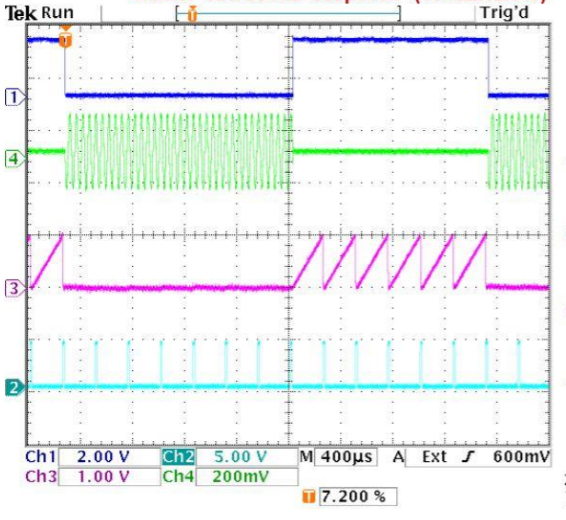 Tek Run Trig'd
T
1
4
3
2
Ch1 2.00 V Ch2 5.00 V M 400µs A Ext ʃ 600mV
Ch3 1.00 V Ch4 200mV
T 7.200 %